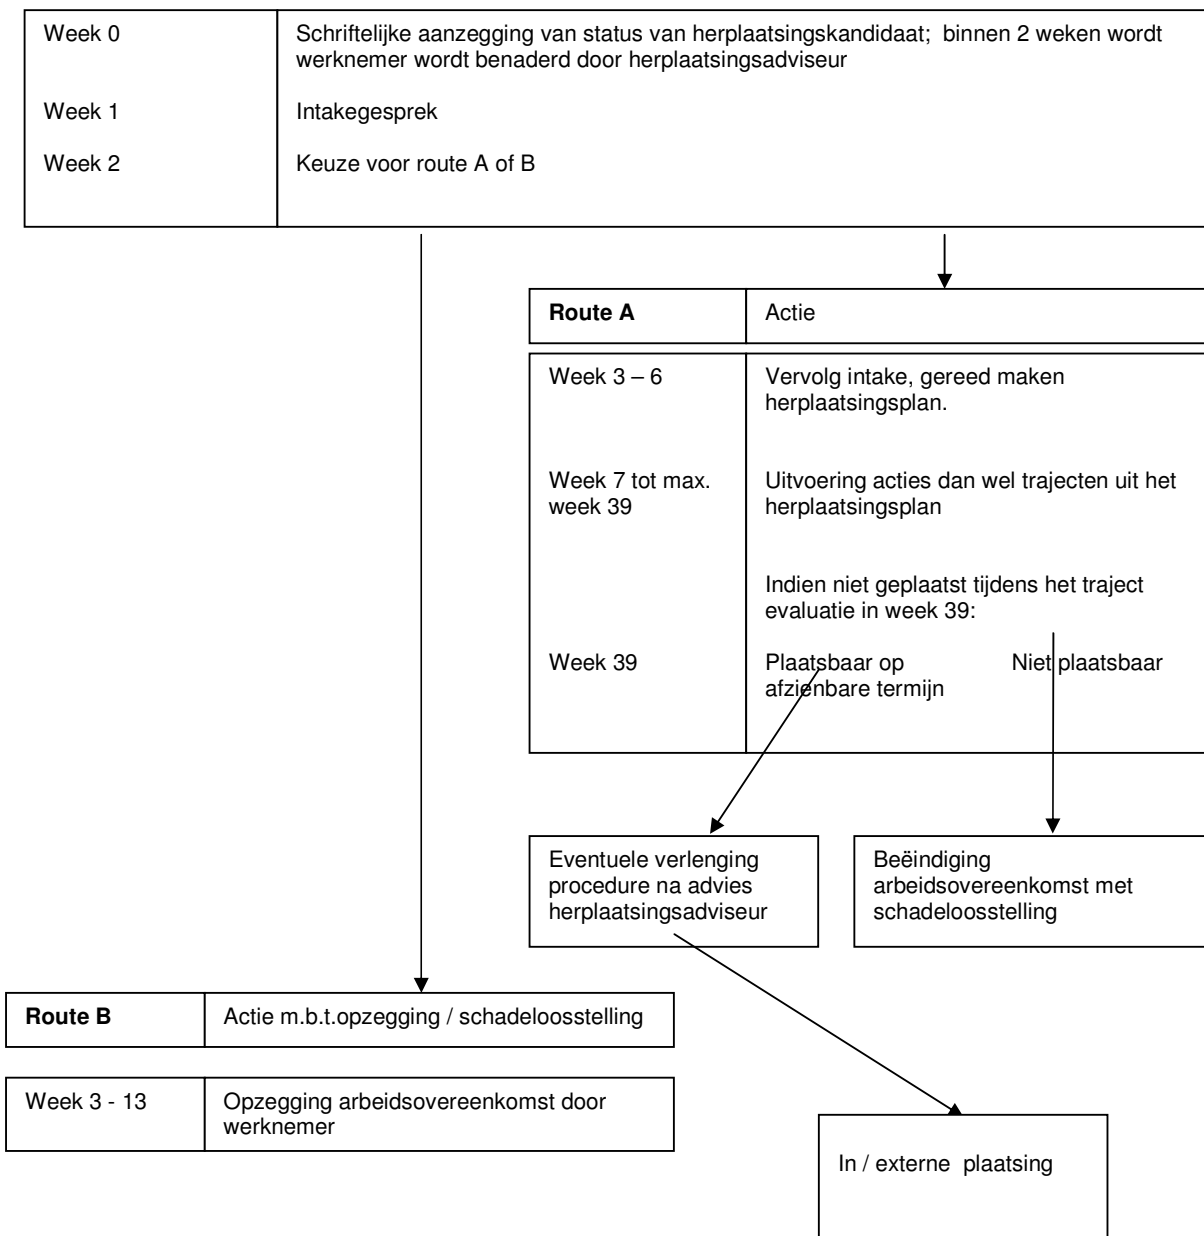 Week 0
Schriftelijke aanzegging van status van herplaatsingskandidaat; binnen 2 weken wordt
werknemer wordt benaderd door herplaatsingsadviseur
Week 1
Intakegesprek
Week 2
Keuze voor route A of B
Route A
Actie
Week 3 – 6
Vervolg intake, gereed maken
herplaatsingsplan.
Week 7 tot max.
week 39
Uitvoering acties dan wel trajecten uit het
herplaatsingsplan
Indien niet geplaatst tijdens het traject
evaluatie in week 39:
Week 39
Plaatsbaar op
afzienbare termijn
Niet plaatsbaar
Eventuele verlenging
procedure na advies
herplaatsingsadviseur
Beëindiging
arbeidsovereenkomst met
schadeloosstelling
Route B
Actie m.b.t.opzegging / schadeloosstelling
Week 3 - 13
Opzegging arbeidsovereenkomst door
werknemer
In / externe plaatsing